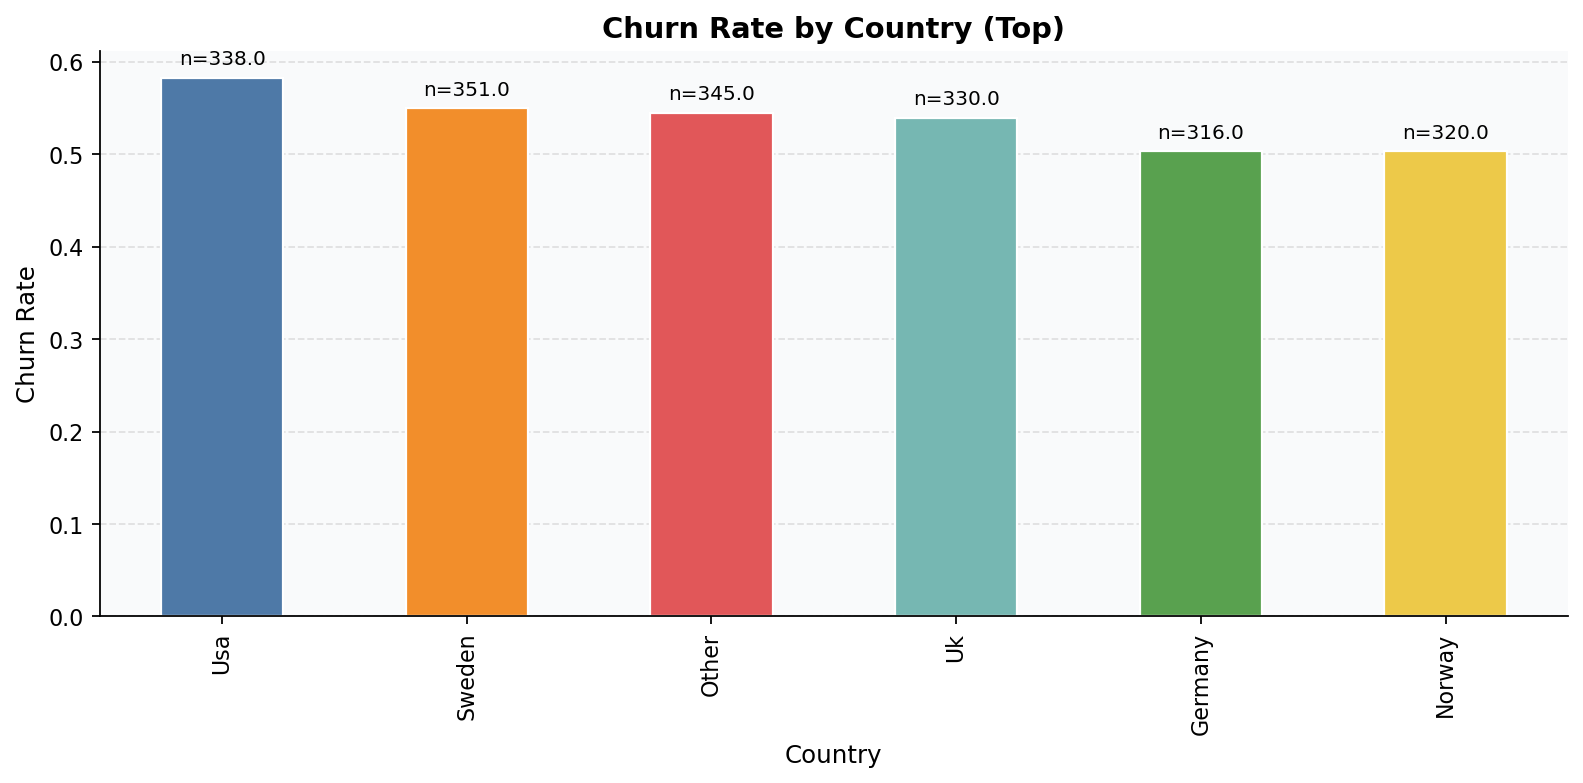 Churn Rate by Country (Top)
n=338.0
n=351.0
n=345.0
n=330.0
n=316.0
n=320.0
0.6
0.5
0.4
0.3
0.2
0.1
0.0
Churn Rate
Usa
Sweden
Other
Uk
Germany
Norway
Country